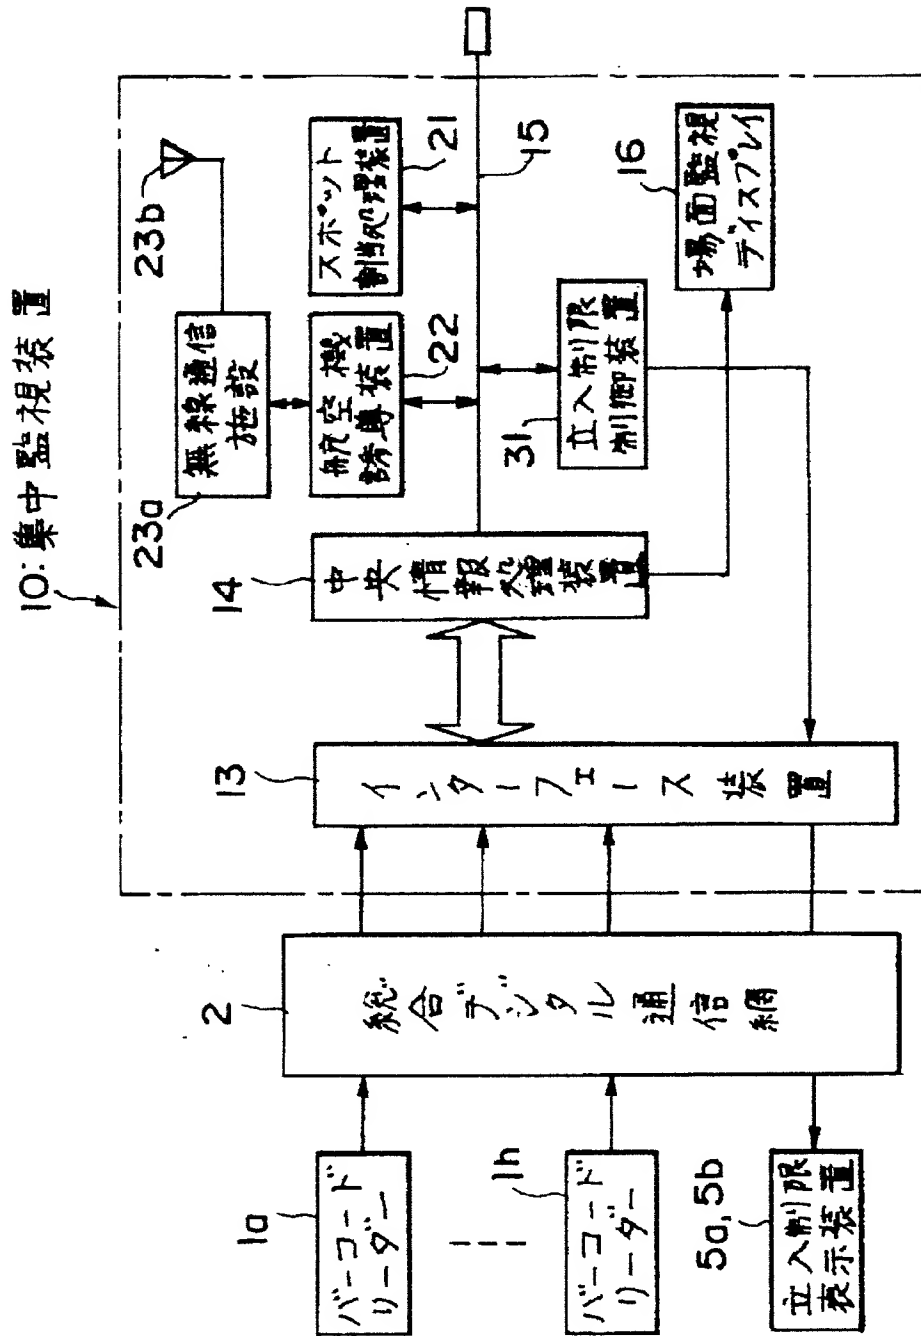 10:集中監視装置
23b
無線通信
施設
23a
スポット
割当処理装置
21
航空機
誘導装置
22
15
14
中央情報処理装置
31
立入制限
制御装置
16
場面監視
ディスプレイ
13
インターフェース装置
2
総合デジタル通信網
1a
バーコード
リーダー
1h
バーコード
リーダー
5a,5b
立入制限
表示装置